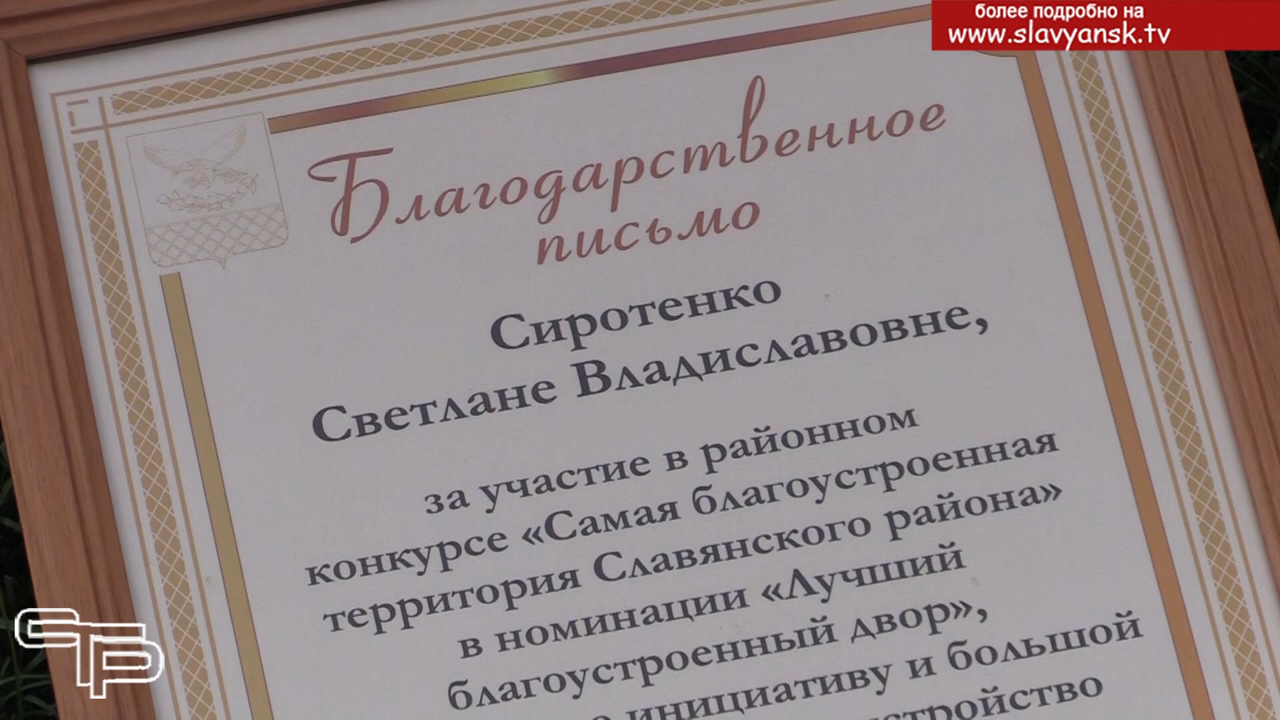 более подробно на
www.slavyansk.tv
Благодарственное
письмо
Сиротенко
Светлане Владиславовне,
за участие в районном
конкурсе «Самая благоустроенная
территория Славянского района»
в номинации «Лучший
благоустроенный двор»,
инициативу и большой
стр